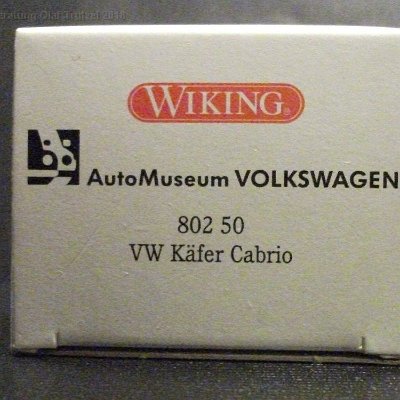 WIKING®
AutoMuseum VOLKSWAGEN
802 50
VW Käfer Cabrio